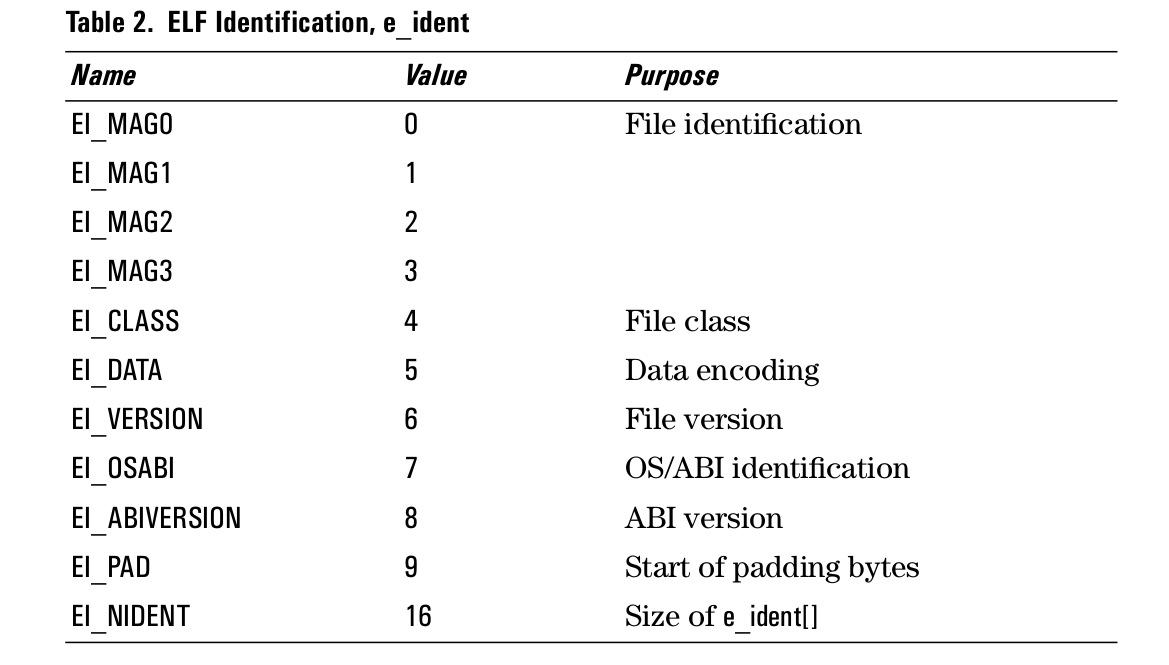 Table 2. ELF Identification, e_ident
Name Value Purpose
EI_MAG0 0 File identification
EI_MAG1 1
EI_MAG2 2
EI_MAG3 3
EI_CLASS 4 File class
EI_DATA 5 Data encoding
EI_VERSION 6 File version
EI_OSABI 7 OS/ABI identification
EI_ABIVERSION 8 ABI version
EI_PAD 9 Start of padding bytes
EI_NIDENT 16 Size of e_ident[]